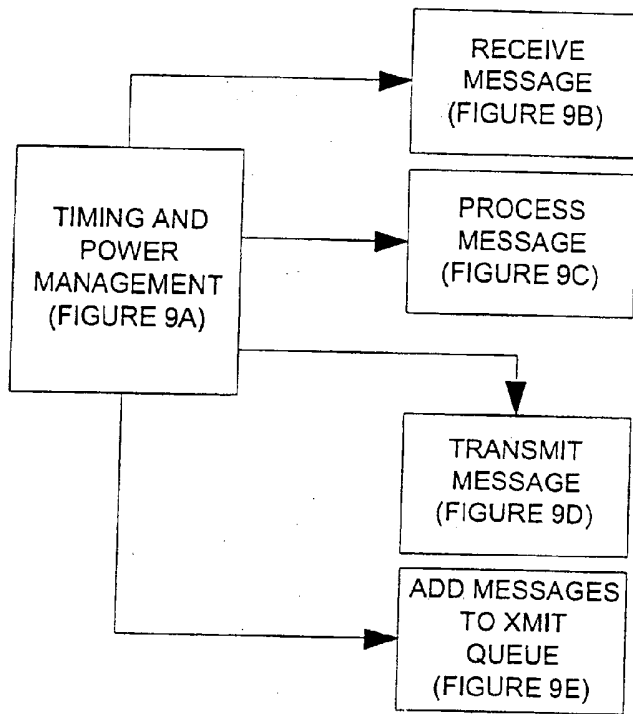 RECEIVE
MESSAGE
(FIGURE 9B)
TIMING AND
POWER
MANAGEMENT
(FIGURE 9A)
PROCESS
MESSAGE
(FIGURE 9C)
TRANSMIT
MESSAGE
(FIGURE 9D)
ADD MESSAGES
TO XMIT
QUEUE
(FIGURE 9E)